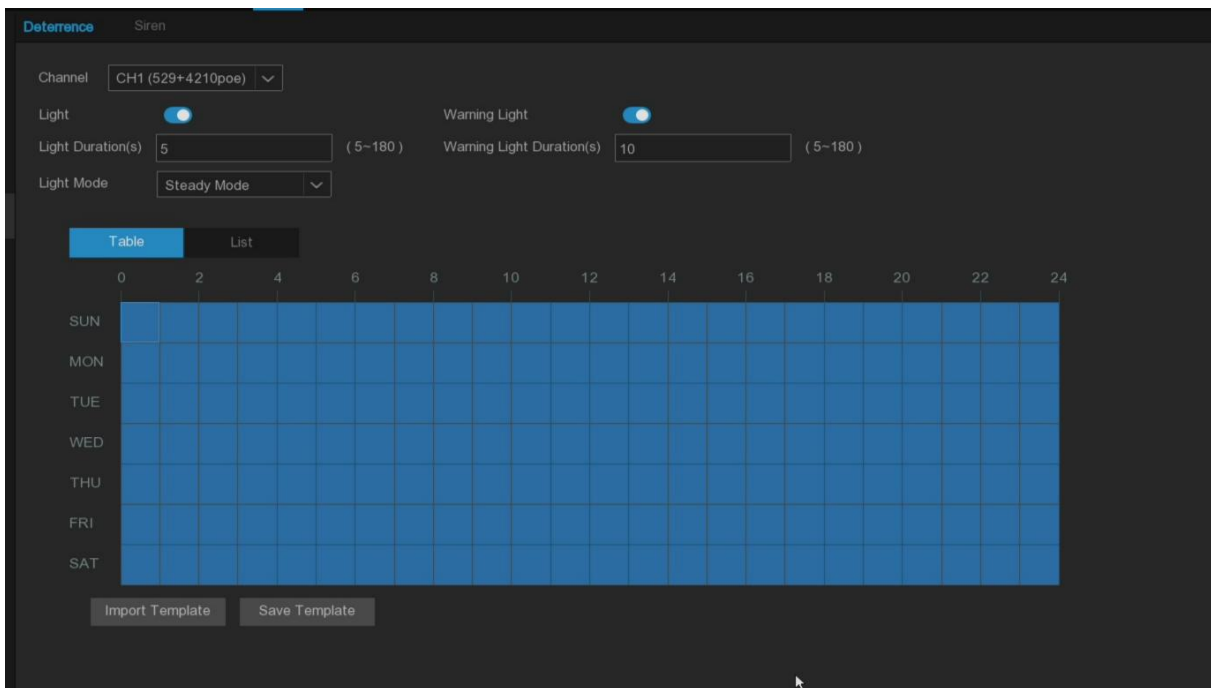 Deterrence Siren
Channel CH1 (529+4210poe)
Light Warning Light
Light Duration(s) 5 ( 5~180 ) Warning Light Duration(s) 10 ( 5~180 )
Light Mode Steady Mode
Table List
0 2 4 6 8 10 12 14 16 18 20 22 24
SUN
MON
TUE
WED
THU
FRI
SAT
Import Template Save Template